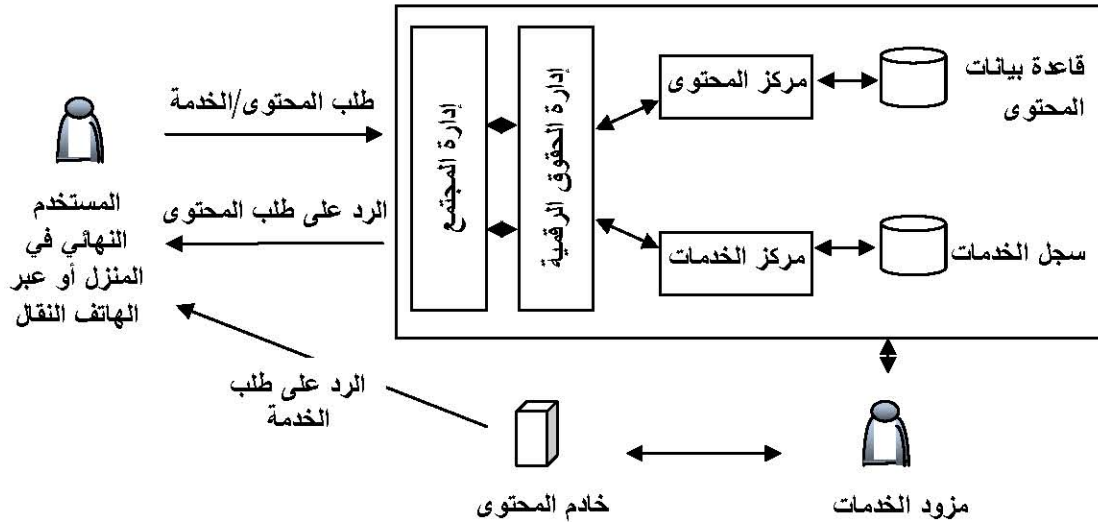 طلب المحتوى/الخدمة
الرد على طلب المحتوى
المستخدم
النهائي في
المنزل أو عبر
الهاتف النقال
إدارة المجتمع
إدارة الحقوق الرقمية
مركز المحتوى
قاعدة بيانات
المحتوى
مركز الخدمات
سجل الخدمات
الرد على طلب
الخدمة
خادم المحتوى
مزود الخدمات